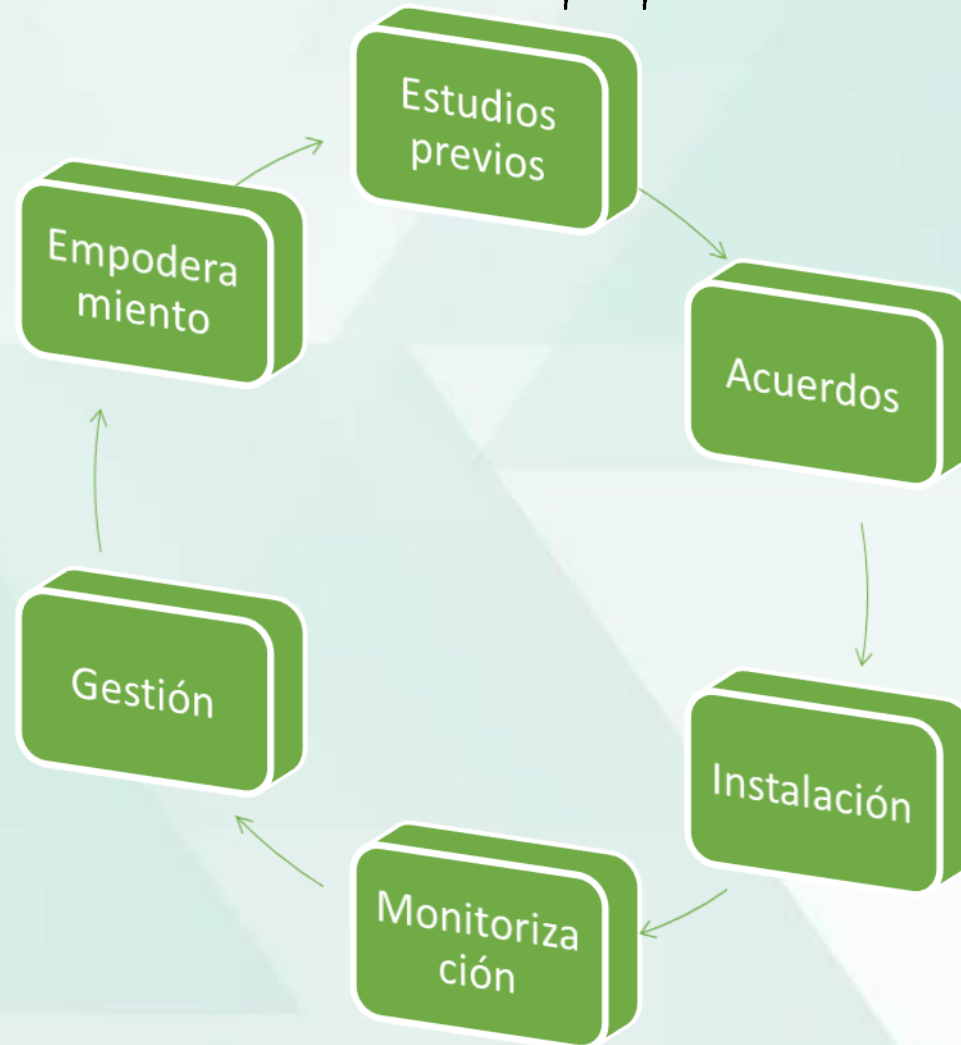 Estudios
previos
Acuerdos
Instalación
Monitoriza
ción
Gestión
Empodera
miento